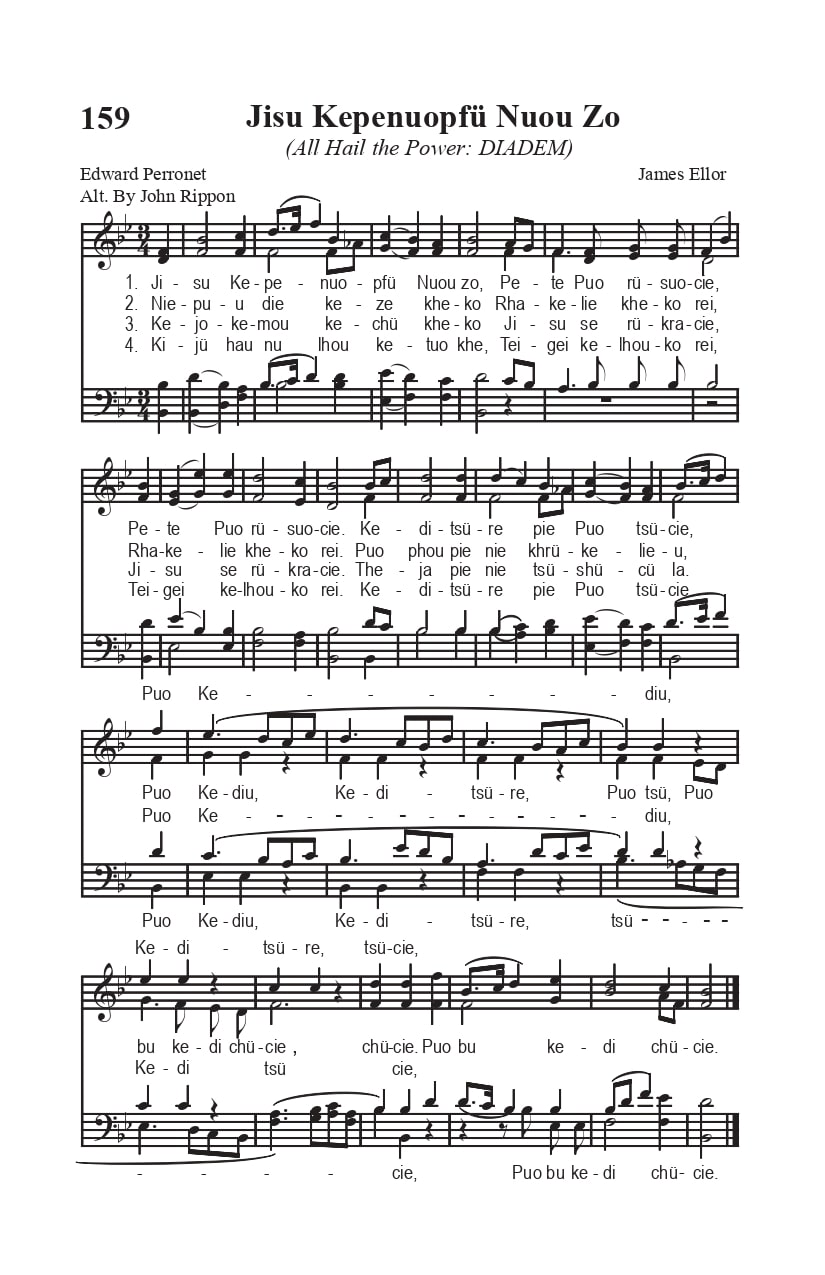 159 Jisu Kepenuopfü Nuou Zo
(All Hail the Power: DIADEM)
Edward Perronet James Ellor
Alt. By John Rippon
3
4
1. Ji- su Ke- pe- nuo- pfü Nuou zo, Pe- te Puo rü- suocie,
2. Nie- pu- u die ke- ze khe- ko Rha- ke- lie khe- ko rei,
3. Ke- jo- ke-mou ke- chü khe- ko Ji- su se rü- kracie,
4. Ki- jü hau nu lhou ke- tuo khe, Tei- gei ke- lhou- ko rei,
3
4
Pe- te Puo rü- suo- cie. Ke- di- tsü- re pie Puo tsü- cie,
Rha- ke- lie khe- ko rei. Puo phou pie nie khrü- ke- lie- u,
Ji- su se rü- kra- cie. The- ja pie nie tsü- shü- cü la.
Tei- gei ke-lhou- ko rei. Ke- di- tsü- re pie Puo tsü- cie
Puo Ke- - - - - - - - - diu,
Puo Ke- diu, Ke- di - tsü- re, Puo tsü, Puo
Puo Ke- - - - - - - - - diu,
Puo Ke- diu, Ke- di - tsü- re, tsü - - - - -
Ke - di - tsü- re, tsü-cie,
bu ke- di chü-cie , chü-cie. Puo bu ke- di chü- cie.
Ke- di tsü cie,
- - - - cie, Puo bu ke- di chü- cie.